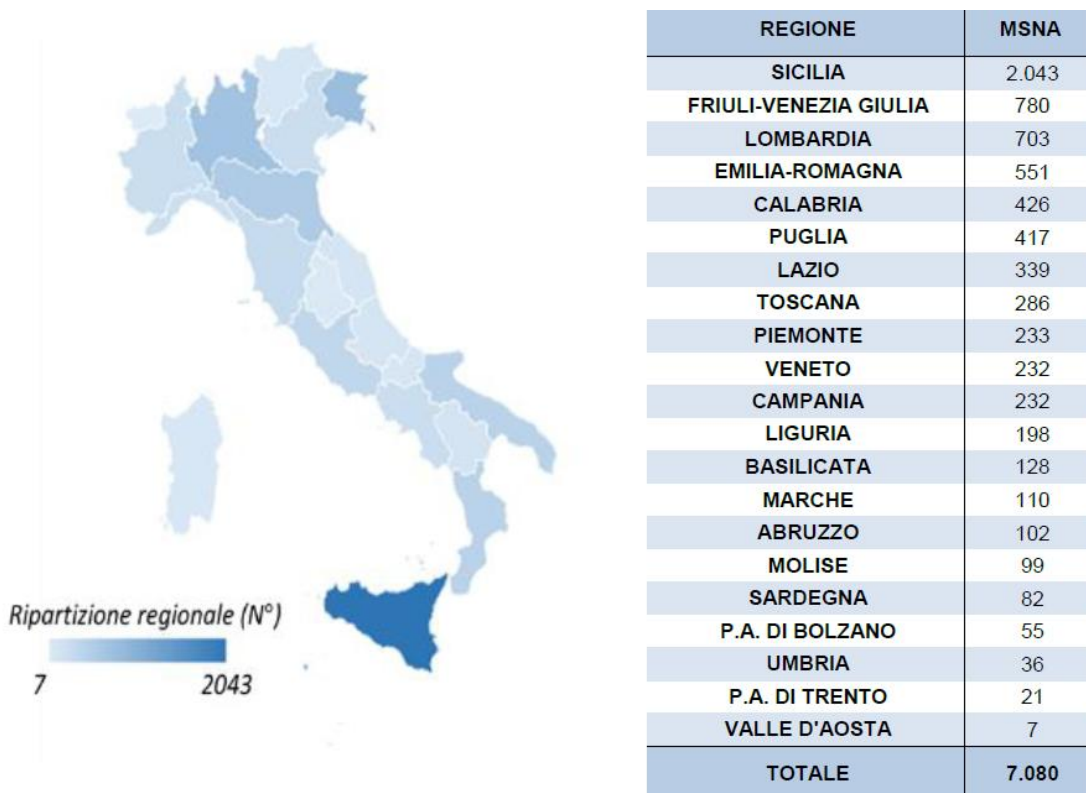 Ripartizione regionale (N°)
7 2043
REGIONE MSNA
SICILIA 2.043
FRIULI-VENEZIA GIULIA 780
LOMBARDIA 703
EMILIA-ROMAGNA 551
CALABRIA 426
PUGLIA 417
LAZIO 339
TOSCANA 286
PIEMONTE 233
VENETO 232
CAMPANIA 232
LIGURIA 198
BASILICATA 128
MARCHE 110
ABRUZZO 102
MOLISE 99
SARDEGNA 82
P.A. DI BOLZANO 55
UMBRIA 36
P.A. DI TRENTO 21
VALLE D'AOSTA 7
TOTALE 7.080